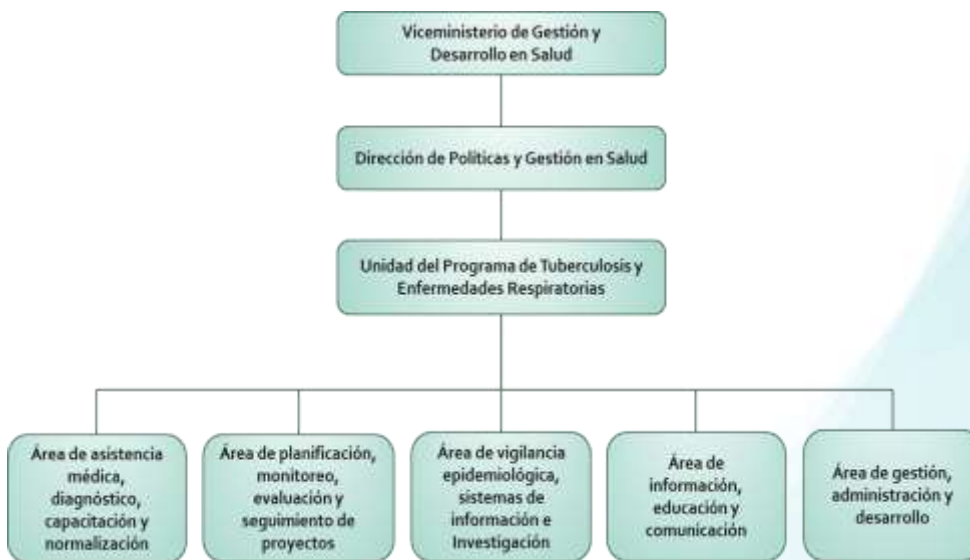 Viceministerio de Gestión y
Desarrollo en Salud
Dirección de Políticas y Gestión en Salud
Unidad del Programa de Tuberculosis y
Enfermedades Respiratorias
Área de asistencia
médica,
diagnóstico,
capacitación y
normalización
Área de planificación,
monitoreo,
evaluación y
seguimiento de
proyectos
Área de vigilancia
epidemiológica,
sistemas de
información e
Investigación
Área de
información,
educación y
comunicación
Área de gestión,
administración y
desarrollo